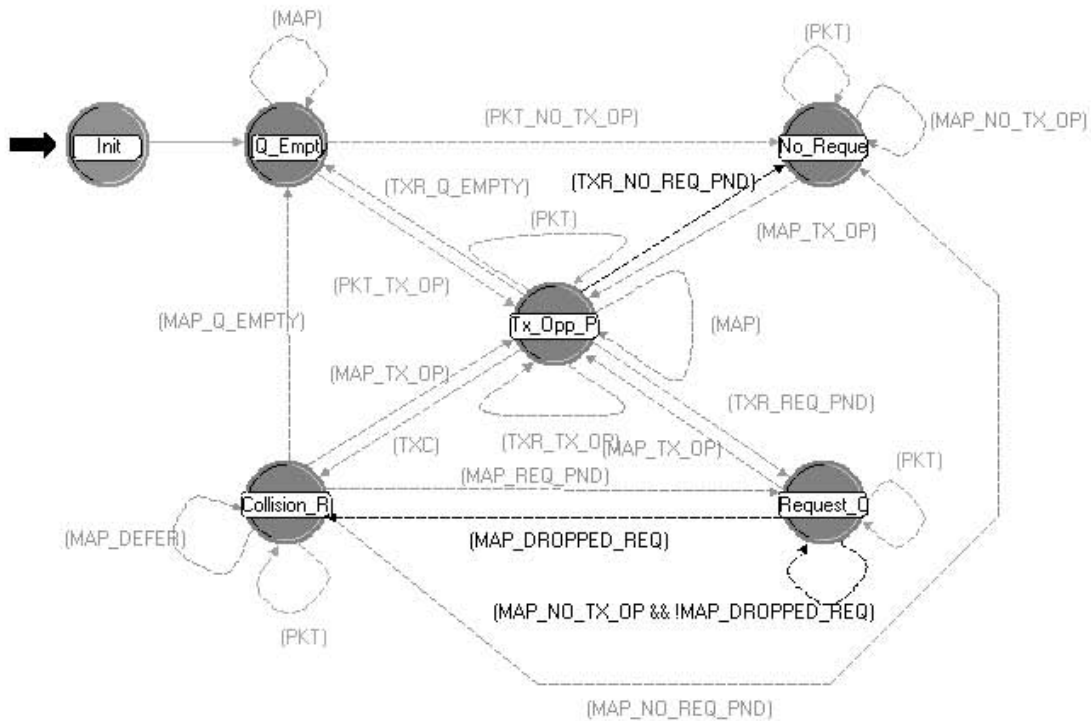 (MAP)
(PKT)
(PKT_NO_TX_OP)
(MAP_NO_TX_OP)
Init
Q_Empt
No_Reque
(TXR_Q_EMPTY)
(TXR_NO_REQ_PND)
(PKT)
(MAP_TX_OP)
(PKT_TX_OP)
Tx_Opp_P
(MAP_Q_EMPTY)
(MAP)
(MAP_TX_OP)
(TXR_REQ_PND)
(TXC)
(TXR_TX_OP)
(MAP_TX_OP)
(PKT)
(MAP_REQ_PND)
Collision_R
Request_O
(MAP_DEFER)
(MAP_DROPPED_REQ)
(MAP_NO_TX_OP && !MAP_DROPPED_REQ)
(PKT)
(MAP_NO_REQ_PND)